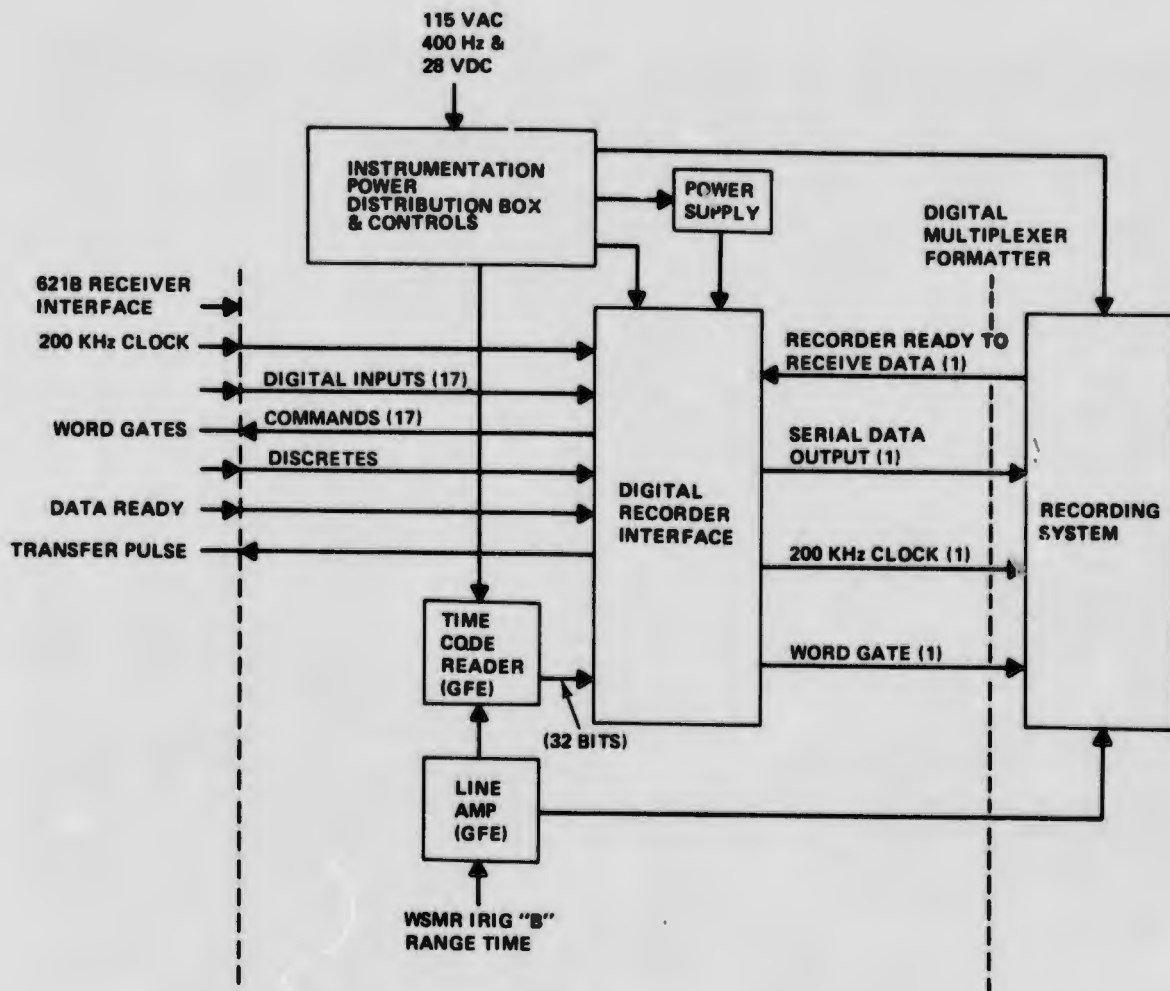 115 VAC
400 Hz &
28 VDC
INSTRUMENTATION
POWER
DISTRIBUTION BOX
& CONTROLS
POWER
SUPPLY
DIGITAL
MULTIPLEXER
FORMATTER
621B RECEIVER
INTERFACE
200 KHz CLOCK
DIGITAL INPUTS (17)
WORD GATES
COMMANDS (17)
DISCRETES
DATA READY
TRANSFER PULSE
DIGITAL
RECORDER
INTERFACE
RECORDER READY TO
RECEIVE DATA (1)
SERIAL DATA
OUTPUT (1)
200 KHz CLOCK (1)
WORD GATE (1)
RECORDING
SYSTEM
TIME
CODE
READER
(GFE)
(32 BITS)
LINE
AMP
(GFE)
WSMR IRIG "B"
RANGE TIME